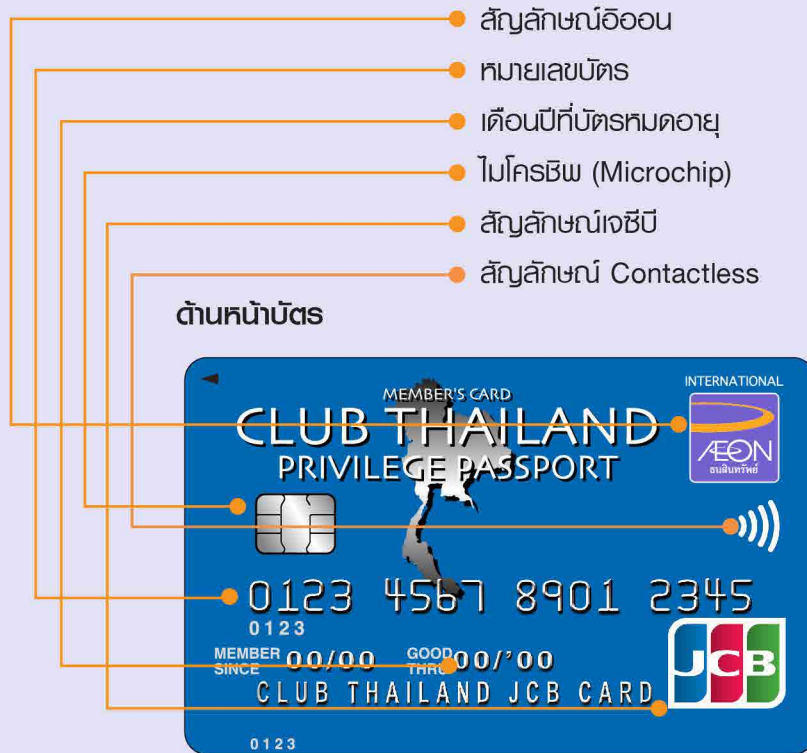 สัญลักษณ์อิออน
หมายเลขบัตร
เดือนปีที่บัตรหมดอายุ
ไมโครชิพ (Microchip)
สัญลักษณ์เจซีบี
สัญลักษณ์ Contactless
ด้านหน้าบัตร
MEMBER'S CARD
CLUB THAILAND
PRIVILEGE PASSPORT
INTERNATIONAL
ÆON
ธนสินทรัพย์
0123 4567 8901 2345
0123
MEMBER SINCE 00/00 GOOD THRU 00/'00
CLUB THAILAND JCB CARD
JCB
0123